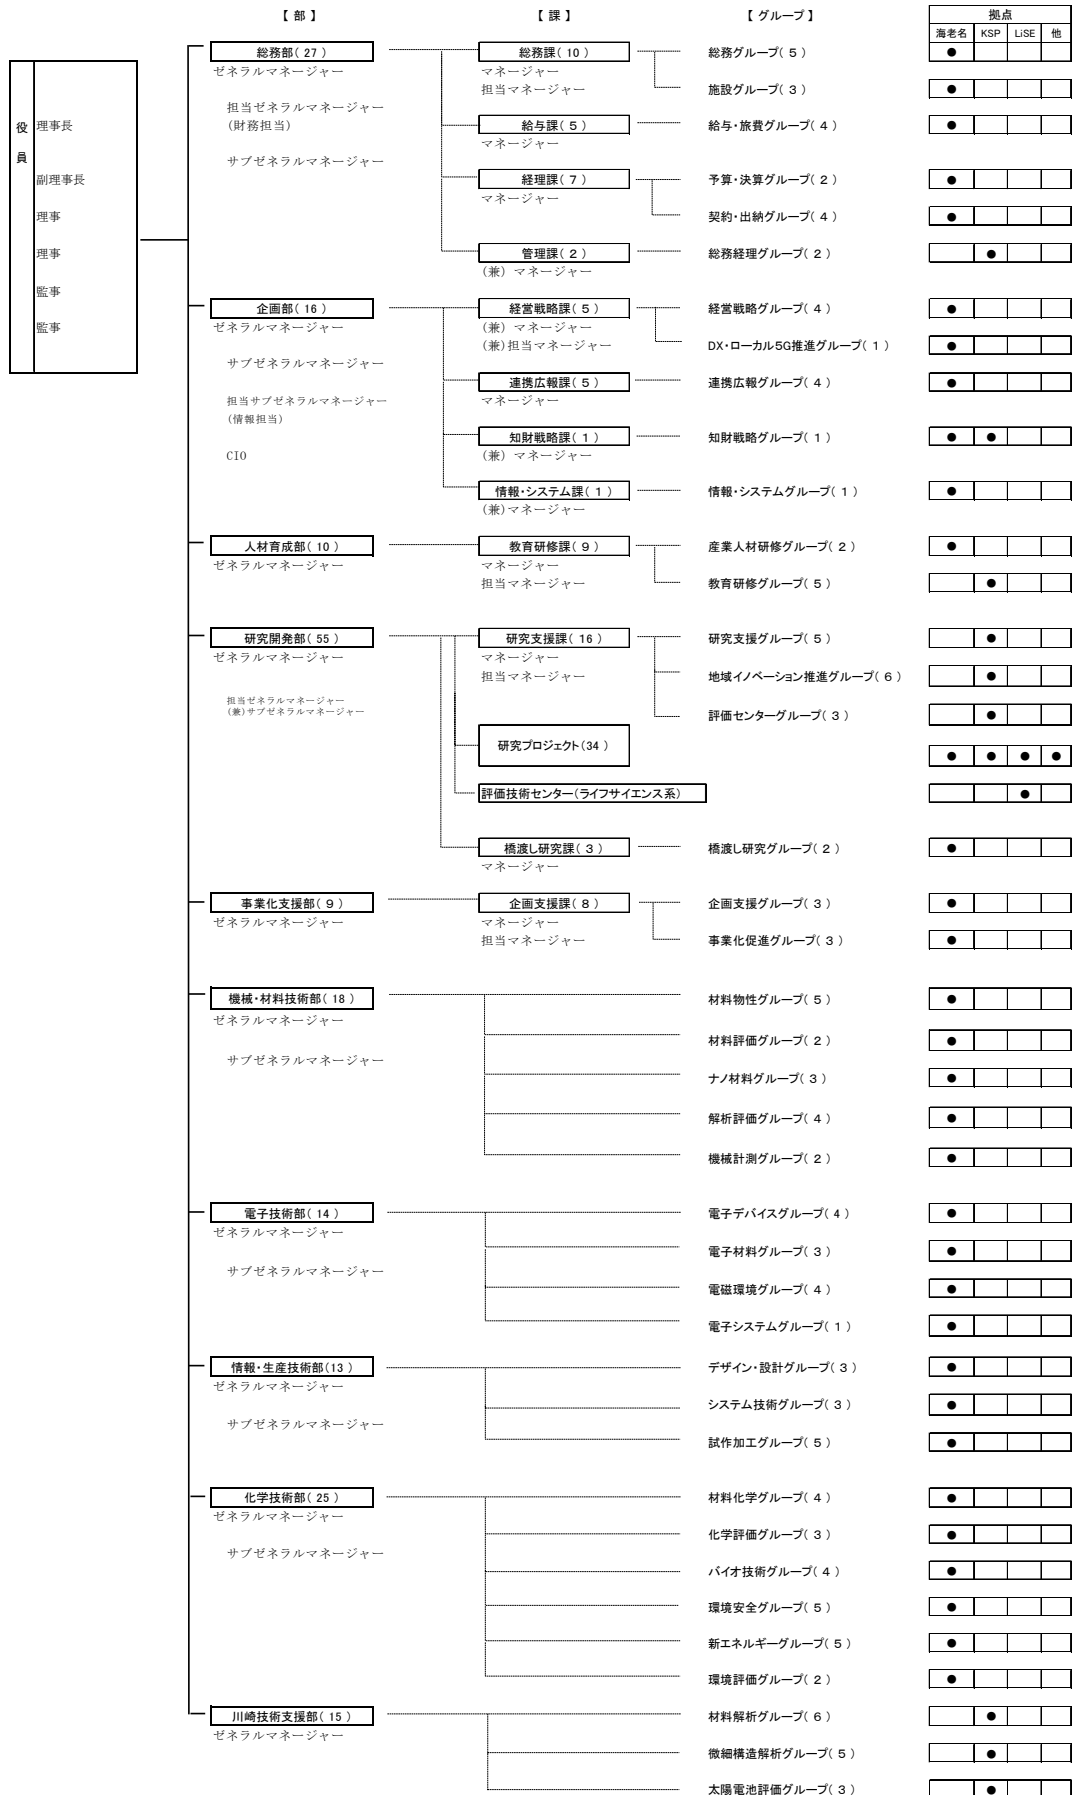 【 部 】 【 課 】 【 グループ 】 拠点
海老名 KSP LiSE 他
役員
理事長
副理事長
理事
理事
監事
監事
総務部( 27 ) 総務課( 10 ) 総務グループ( 5 ) ●
ゼネラルマネージャー マネージャー
担当マネージャー 施設グループ( 3 ) ●
担当ゼネラルマネージャー
(財務担当) 給与課( 5 ) 給与・旅費グループ( 4 ) ●
マネージャー
サブゼネラルマネージャー
経理課( 7 ) 予算・決算グループ( 2 ) ●
マネージャー
契約・出納グループ( 4 ) ●
管理課( 2 ) 総務経理グループ( 2 ) ●
(兼) マネージャー
企画部( 16 ) 経営戦略課( 5 ) 経営戦略グループ( 4 ) ●
ゼネラルマネージャー (兼) マネージャー
(兼)担当マネージャー DX・ローカル5G推進グループ( 1 ) ●
サブゼネラルマネージャー
連携広報課( 5 ) 連携広報グループ( 4 ) ●
担当サブゼネラルマネージャー マネージャー
(情報担当)
知財戦略課( 1 ) 知財戦略グループ( 1 ) ● ●
CIO (兼) マネージャー
情報・システム課( 1 ) 情報・システムグループ( 1 ) ●
(兼)マネージャー
人材育成部( 10 ) 教育研修課( 9 ) 産業人材研修グループ( 2 ) ●
ゼネラルマネージャー マネージャー
担当マネージャー 教育研修グループ( 5 ) ●
研究開発部( 55 ) 研究支援課( 16 ) 研究支援グループ( 5 ) ●
ゼネラルマネージャー マネージャー
担当マネージャー 地域イノベーション推進グループ( 6 ) ●
担当ゼネラルマネージャー
(兼)サブゼネラルマネージャー 評価センターグループ( 3 ) ●
研究プロジェクト(34 ) ● ● ● ●
評価技術センター(ライフサイエンス系) ●
橋渡し研究課( 3 ) 橋渡し研究グループ( 2 ) ●
マネージャー
事業化支援部( 9 ) 企画支援課( 8 ) 企画支援グループ( 3 ) ●
ゼネラルマネージャー マネージャー
担当マネージャー 事業化促進グループ( 3 ) ●
機械・材料技術部( 18 ) 材料物性グループ( 5 ) ●
ゼネラルマネージャー
材料評価グループ( 2 ) ●
サブゼネラルマネージャー
ナノ材料グループ( 3 ) ●
解析評価グループ( 4 ) ●
機械計測グループ( 2 ) ●
電子技術部( 14 ) 電子デバイスグループ( 4 ) ●
ゼネラルマネージャー
電子材料グループ( 3 ) ●
サブゼネラルマネージャー
電磁環境グループ( 4 ) ●
電子システムグループ( 1 ) ●
情報・生産技術部(13 ) デザイン・設計グループ( 3 ) ●
ゼネラルマネージャー
システム技術グループ( 3 ) ●
サブゼネラルマネージャー
試作加工グループ( 5 ) ●
化学技術部( 25 ) 材料化学グループ( 4 ) ●
ゼネラルマネージャー
化学評価グループ( 3 ) ●
サブゼネラルマネージャー
バイオ技術グループ( 4 ) ●
環境安全グループ( 5 ) ●
新エネルギーグループ( 5 ) ●
環境評価グループ( 2 ) ●
川崎技術支援部( 15 ) 材料解析グループ( 6 ) ●
ゼネラルマネージャー
微細構造解析グループ( 5 ) ●
太陽電池評価グループ( 3 ) ●